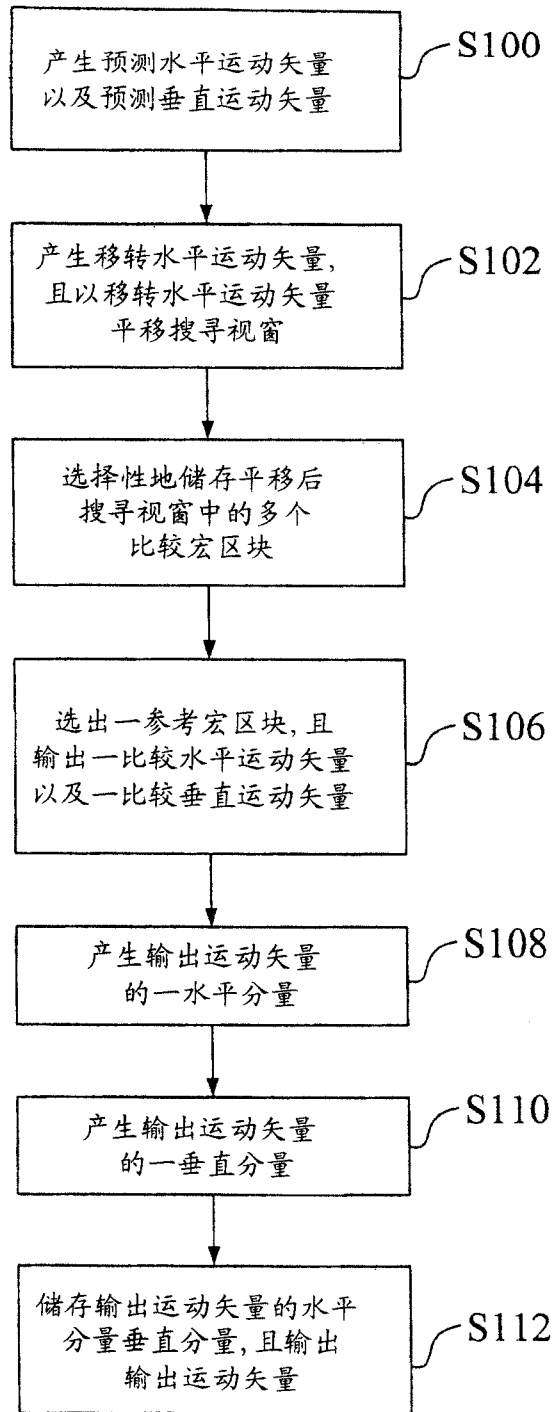 产生预测水平运动矢量
以及预测垂直运动矢量
S100
产生移转水平运动矢量,
且以移转水平运动矢量
平移搜寻视窗
S102
选择性地储存平移后
搜寻视窗中的多个
比较宏区块
S104
选出一参考宏区块,且
输出一比较水平运动矢量
以及一比较垂直运动矢量
S106
产生输出运动矢量
的一水平分量
S108
产生输出运动矢量
的一垂直分量
S110
储存输出运动矢量的水平
分量垂直分量,且输出
输出运动矢量
S112